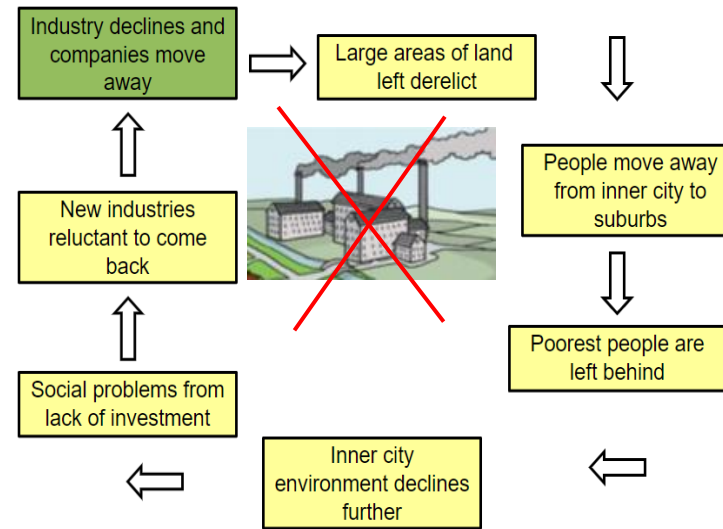 Industry declines and
companies move
away
Large areas of land
left derelict
People move away
from inner city to
suburbs
Poorest people are
left behind
Inner city
environment declines
further
Social problems from
lack of investment
New industries
reluctant to come
back